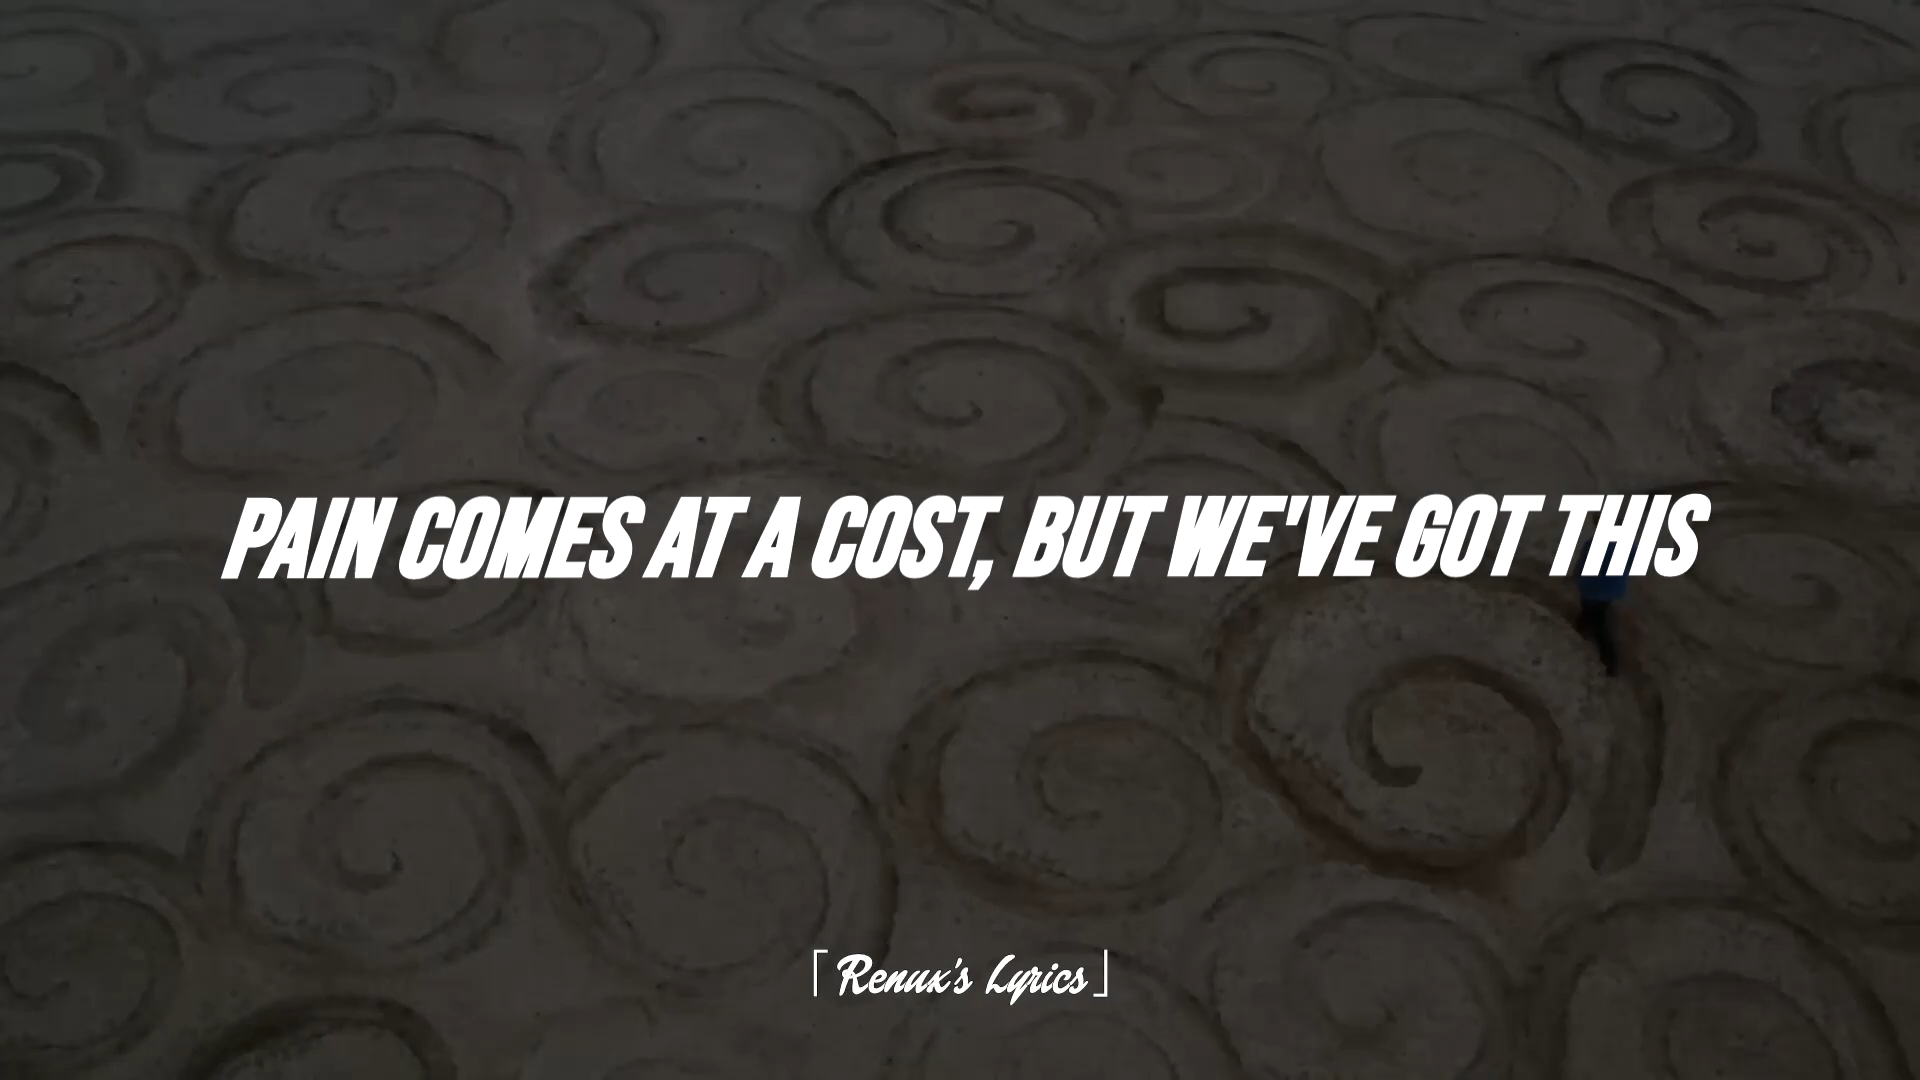 PAIN COMES AT A COST, BUT WE'VE GOT THIS
「Renux's Lyrics」